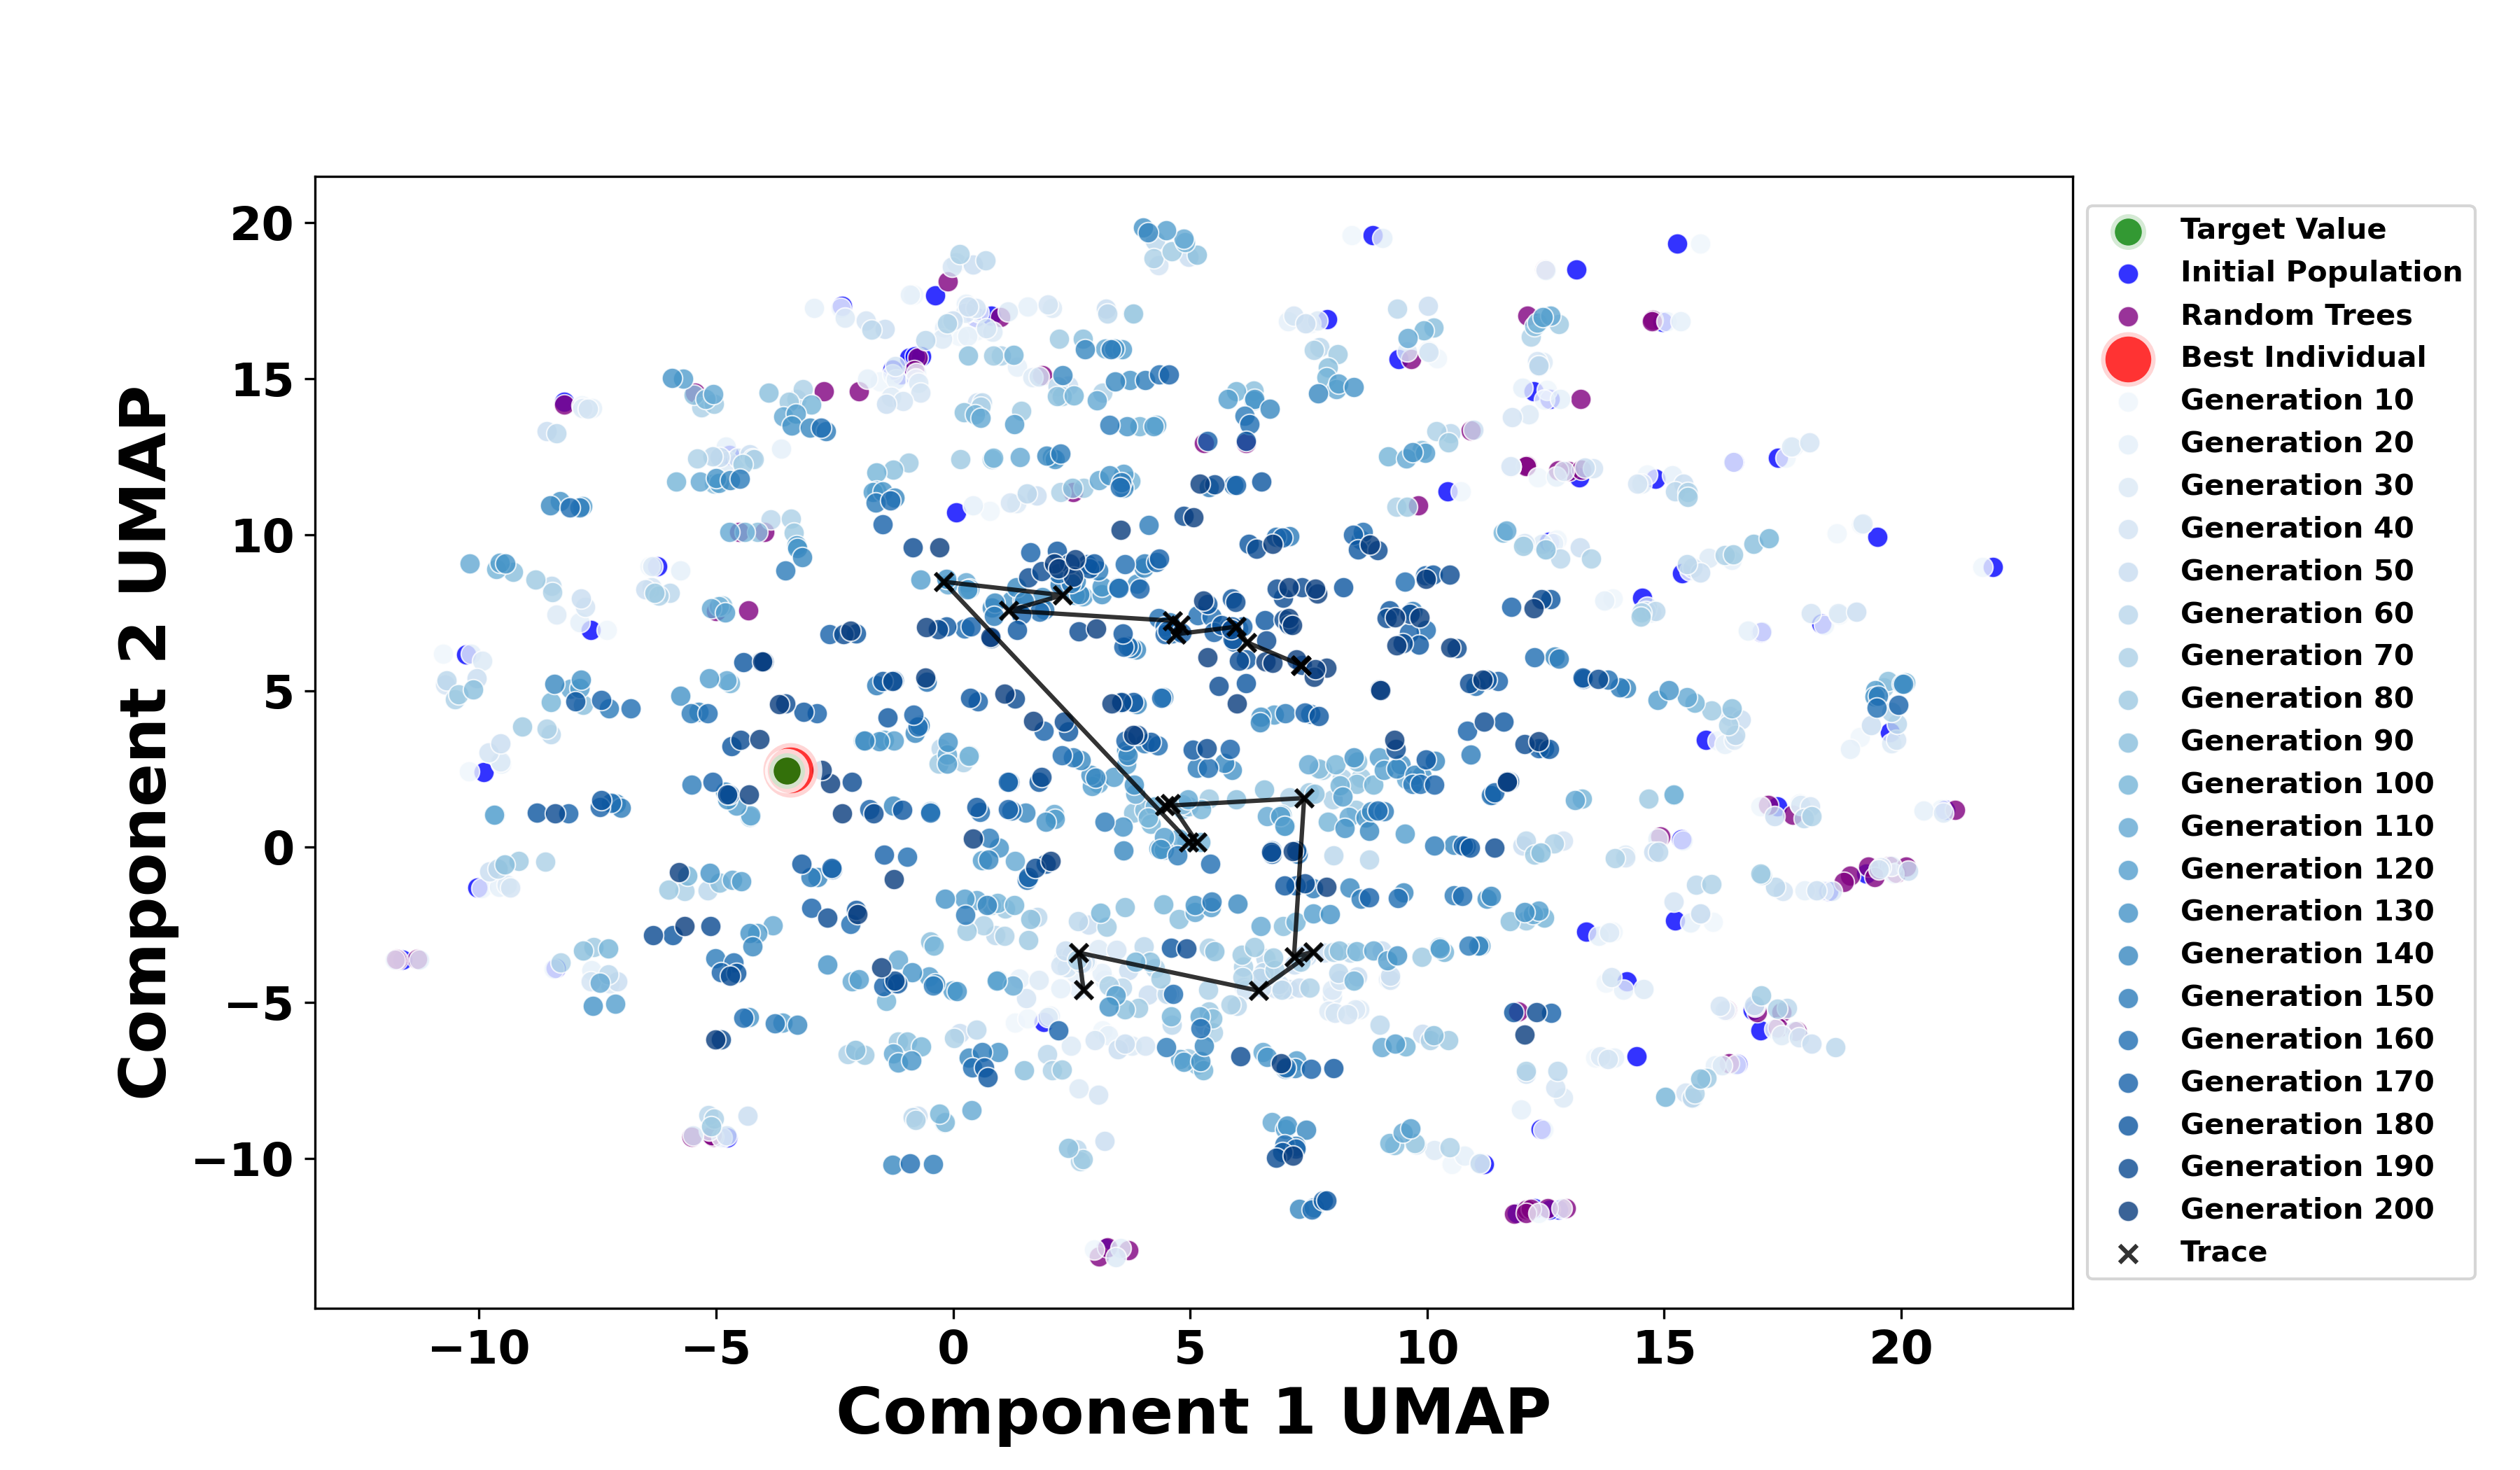 20
15
10
5
0
−5
−10
Component 2 UMAP
−10 −5 0 5 10 15 20
Component 1 UMAP
Target Value
Initial Population
Random Trees
Best Individual
Generation 10
Generation 20
Generation 30
Generation 40
Generation 50
Generation 60
Generation 70
Generation 80
Generation 90
Generation 100
Generation 110
Generation 120
Generation 130
Generation 140
Generation 150
Generation 160
Generation 170
Generation 180
Generation 190
Generation 200
Trace